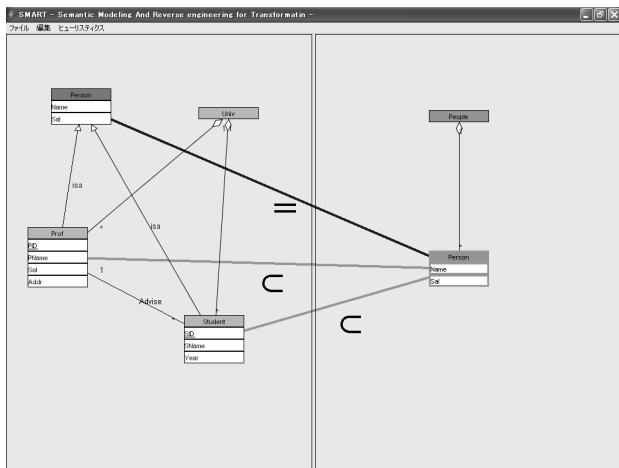 SMART - Semantic Modeling And Reverse engineering for Transformatin -
ファイル 編集 ヒューリスティクス
Person
Name
Sal
Univ
1
1
isa
*
isa
Prof
PID
PName
Sal
Addr
1
Advise
*
*
Student
SID
SName
Year
=
⊂
⊂
People
*
Person
Name
Sal